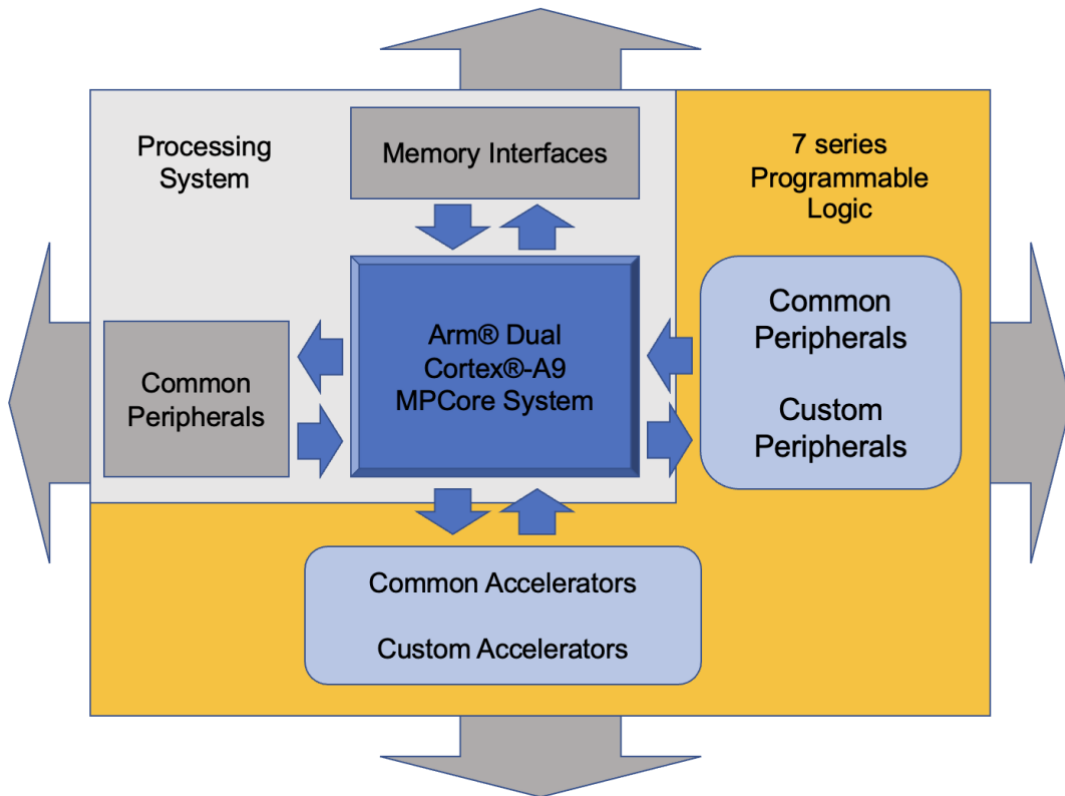 Processing
System
Memory Interfaces
7 series
Programmable
Logic
Arm® Dual
Cortex®-A9
MPCore System
Common
Peripherals
Common
Peripherals
Custom
Peripherals
Common Accelerators
Custom Accelerators